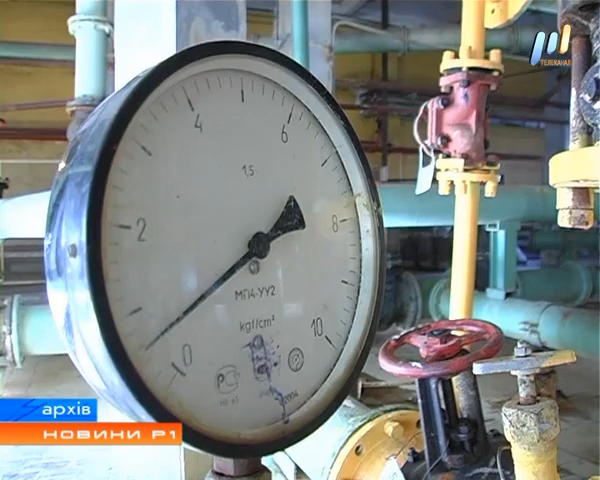 ТЕЛЕКАНАЛ
4
6
1,5
2
8
МП4-УУ2
kgf/cm²
0
10
архів
НОВИНИ Р1